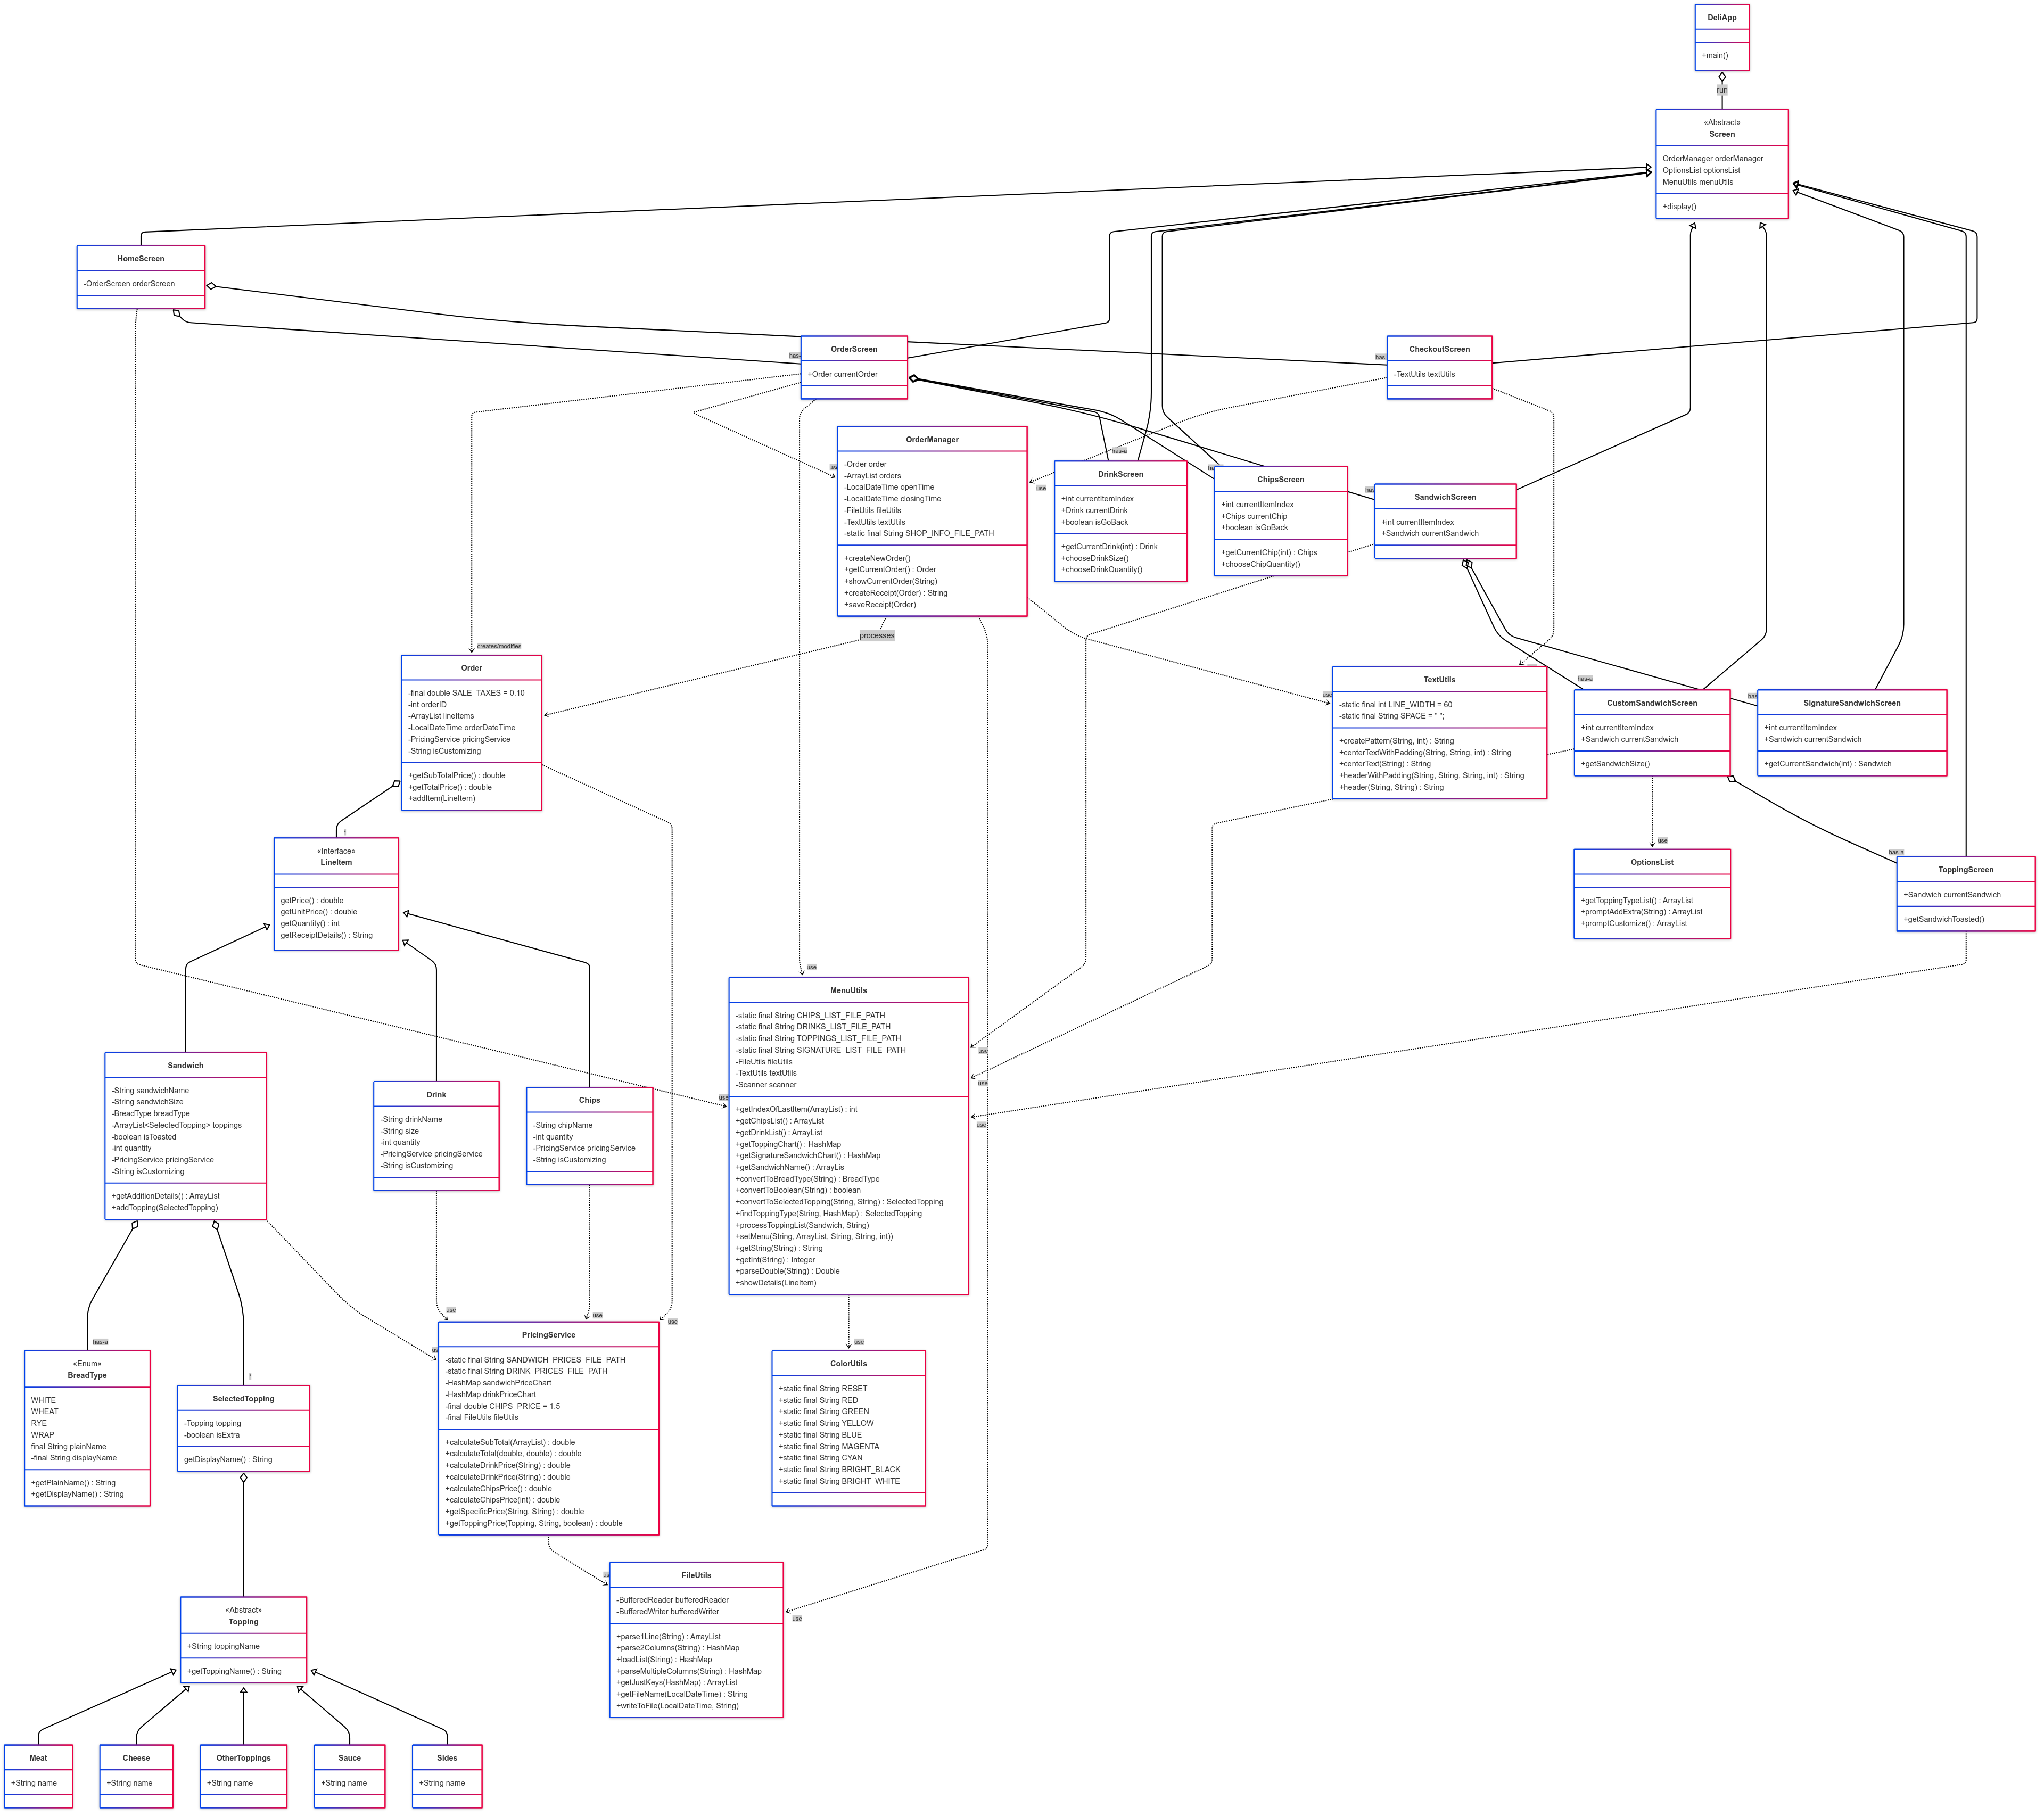 DeliApp
+main()
run
«Abstract»
Screen
OrderManager orderManager
OptionsList optionsList
MenuUtils menuUtils
+display()
HomeScreen
-OrderScreen orderScreen
has-
OrderScreen
+Order currentOrder
has-
CheckoutScreen
-TextUtils textUtils
OrderManager
-Order order
-ArrayList orders
-LocalDateTime openTime
-LocalDateTime closingTime
-FileUtils fileUtils
-TextUtils textUtils
-static final String SHOP_INFO_FILE_PATH
+createNewOrder()
+getCurrentOrder() : Order
+showCurrentOrder(String)
+createReceipt(Order) : String
+saveReceipt(Order)
use
use
has-a
DrinkScreen
+int currentItemIndex
+Drink currentDrink
+boolean isGoBack
+getCurrentDrink(int) : Drink
+chooseDrinkSize()
+chooseDrinkQuantity()
ChipsScreen
+int currentItemIndex
+Chips currentChip
+boolean isGoBack
+getCurrentChip(int) : Chips
+chooseChipQuantity()
has
SandwichScreen
+int currentItemIndex
+Sandwich currentSandwich
processes
creates/modifies
Order
-final double SALE_TAXES = 0.10
-int orderID
-ArrayList lineItems
-LocalDateTime orderDateTime
-PricingService pricingService
-String isCustomizing
+getSubTotalPrice() : double
+getTotalPrice() : double
+addItem(LineItem)
use
TextUtils
-static final int LINE_WIDTH = 60
-static final String SPACE = " ";
+createPattern(String, int) : String
+centerTextWithPadding(String, String, int) : String
+centerText(String) : String
+headerWithPadding(String, String, String, int) : String
+header(String, String) : String
has-a
CustomSandwichScreen
+int currentItemIndex
+Sandwich currentSandwich
+getSandwichSize()
has
SignatureSandwichScreen
+int currentItemIndex
+Sandwich currentSandwich
+getCurrentSandwich(int) : Sandwich
«Interface»
LineItem
getPrice() : double
getUnitPrice() : double
getQuantity() : int
getReceiptDetails() : String
use
OptionsList
+getToppingTypeList() : ArrayList
+promptAddExtra(String) : ArrayList
+promptCustomize() : ArrayList
has-a
ToppingScreen
+Sandwich currentSandwich
+getSandwichToasted()
use
MenuUtils
-static final String CHIPS_LIST_FILE_PATH
-static final String DRINKS_LIST_FILE_PATH
-static final String TOPPINGS_LIST_FILE_PATH
-static final String SIGNATURE_LIST_FILE_PATH
-FileUtils fileUtils
-TextUtils textUtils
-Scanner scanner
+getIndexOfLastItem(ArrayList) : int
+getChipsList() : ArrayList
+getDrinkList() : ArrayList
+getToppingChart() : HashMap
+getSignatureSandwichChart() : HashMap
+getSandwichName() : ArrayLis
+convertToBreadType(String) : BreadType
+convertToBoolean(String) : boolean
+convertToSelectedTopping(String, String) : SelectedTopping
+findToppingType(String, HashMap) : SelectedTopping
+processToppingList(Sandwich, String)
+setMenu(String, ArrayList, String, String, int))
+getString(String) : String
+getInt(String) : Integer
+parseDouble(String) : Double
+showDetails(LineItem)
use
use
use
use
Sandwich
-String sandwichName
-String sandwichSize
-BreadType breadType
-ArrayList<SelectedTopping> toppings
-boolean isToasted
-int quantity
-PricingService pricingService
-String isCustomizing
+getAdditionDetails() : ArrayList
+addTopping(SelectedTopping)
Drink
-String drinkName
-String size
-int quantity
-PricingService pricingService
-String isCustomizing
Chips
-String chipName
-int quantity
-PricingService pricingService
-String isCustomizing
use
use
use
PricingService
-static final String SANDWICH_PRICES_FILE_PATH
-static final String DRINK_PRICES_FILE_PATH
-HashMap sandwichPriceChart
-HashMap drinkPriceChart
-final double CHIPS_PRICE = 1.5
-final FileUtils fileUtils
+calculateSubTotal(ArrayList) : double
+calculateTotal(double, double) : double
+calculateDrinkPrice(String) : double
+calculateDrinkPrice(String) : double
+calculateChipsPrice() : double
+calculateChipsPrice(int) : double
+getSpecificPrice(String, String) : double
+getToppingPrice(Topping, String, boolean) : double
has-a
«Enum»
BreadType
WHITE
WHEAT
RYE
WRAP
final String plainName
-final String displayName
+getPlainName() : String
+getDisplayName() : String
SelectedTopping
-Topping topping
-boolean isExtra
getDisplayName() : String
use
ColorUtils
+static final String RESET
+static final String RED
+static final String GREEN
+static final String YELLOW
+static final String BLUE
+static final String MAGENTA
+static final String CYAN
+static final String BRIGHT_BLACK
+static final String BRIGHT_WHITE
FileUtils
-BufferedReader bufferedReader
-BufferedWriter bufferedWriter
+parse1Line(String) : ArrayList
+parse2Columns(String) : HashMap
+loadList(String) : HashMap
+parseMultipleColumns(String) : HashMap
+getJustKeys(HashMap) : ArrayList
+getFileName(LocalDateTime) : String
+writeToFile(LocalDateTime, String)
use
«Abstract»
Topping
+String toppingName
+getToppingName() : String
Meat
+String name
Cheese
+String name
OtherToppings
+String name
Sauce
+String name
Sides
+String name